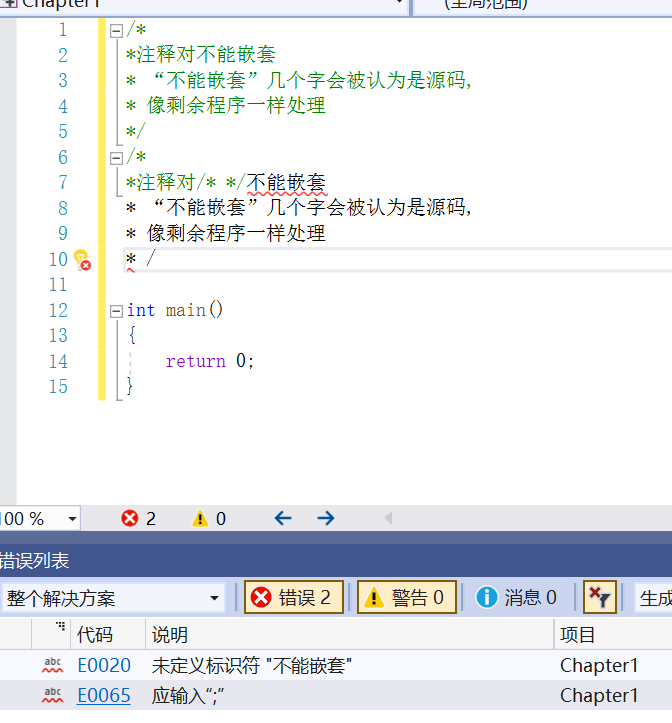 Chapter1 (全局范围)
1 /*
2 *注释对不能嵌套
3 * “不能嵌套”几个字会被认为是源码,
4 * 像剩余程序一样处理
5 */
6 /*
7 *注释对/* */不能嵌套
8 * “不能嵌套”几个字会被认为是源码,
9 * 像剩余程序一样处理
10 * /
11
12 int main()
13 {
14 return 0;
15 }
100 % 2 0
错误列表
整个解决方案 错误 2 警告 0 消息 0 生成
代码 说明 项目
abc E0020 未定义标识符 "不能嵌套" Chapter1
abc E0065 应输入“;” Chapter1